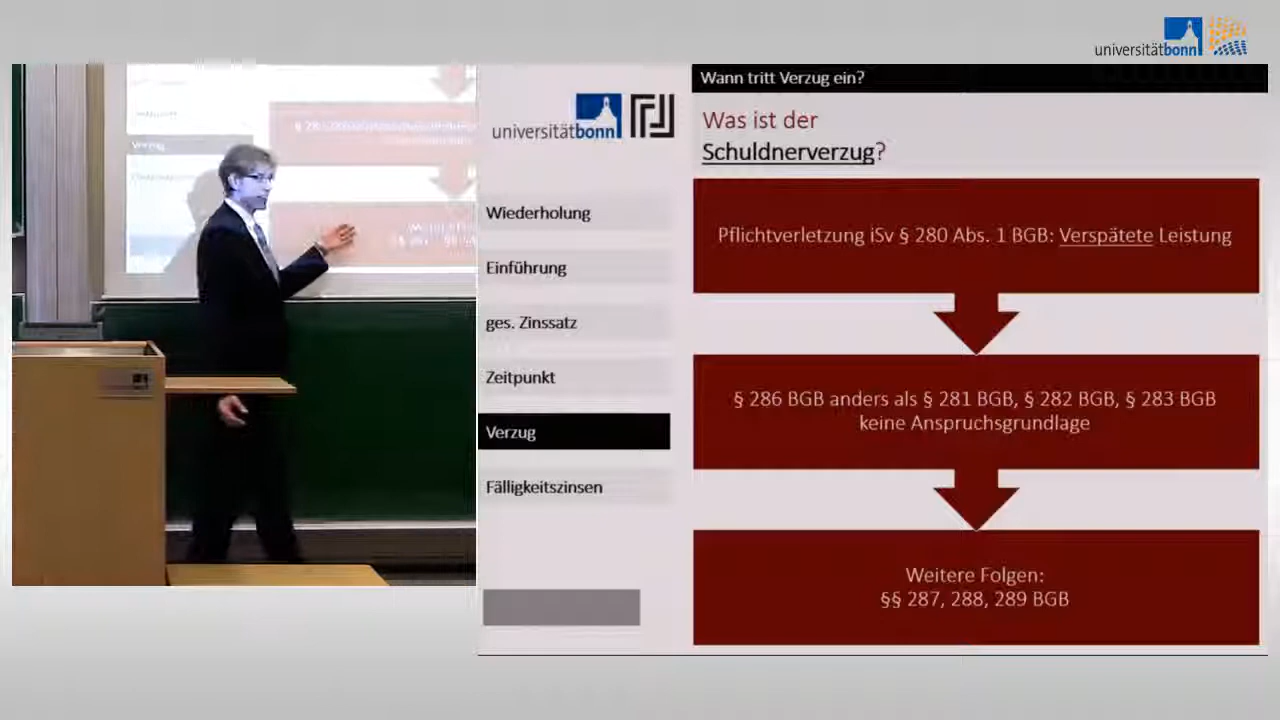 universitätbonn
Wann tritt Verzug ein?
universitätbonn
Was ist der
Schuldnerverzug?
Wiederholung
Einführung
ges. Zinssatz
Zeitpunkt
Verzug
Fälligkeitszinsen
Pflichtverletzung iSv § 280 Abs. 1 BGB: Verspätete Leistung
§ 286 BGB anders als § 281 BGB, § 282 BGB, § 283 BGB
keine Anspruchsgrundlage
Weitere Folgen:
§§ 287, 288, 289 BGB
Verzug